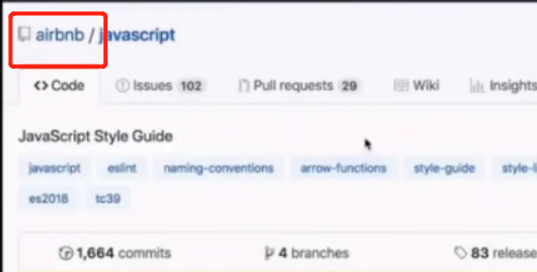 airbnb / javascript
Code Issues 102 Pull requests 29 Wiki Insights
JavaScript Style Guide
javascript eslint naming-conventions arrow-functions style-guide style-li
es2018 tc39
1,664 commits 4 branches 83 release